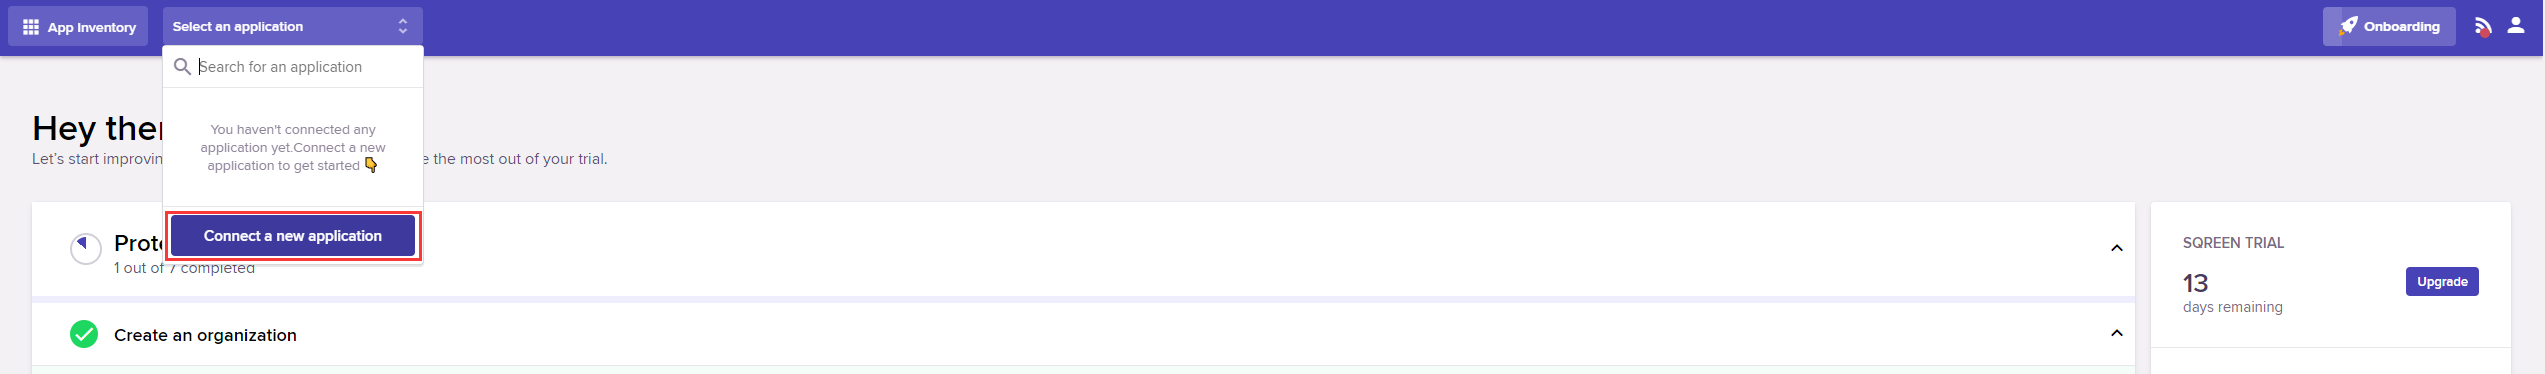 App Inventory
Select an application
Onboarding
Search for an application
You haven't connected any
application yet.Connect a new
application to get started
Connect a new application
Hey ther
Let's start improvin
e the most out of your trial.
Prote
1 out of 7 completed
Create an organization
SQREEN TRIAL
13
days remaining
Upgrade